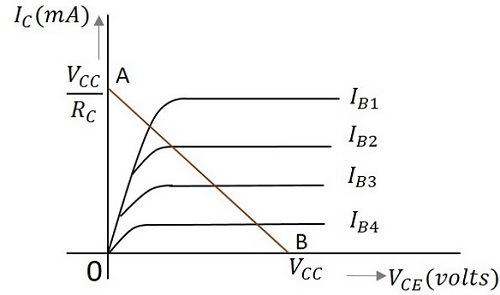 I_C(mA)
V_CC/R_C A
I_B1
I_B2
I_B3
I_B4
B
0 V_CC V_CE(volts)